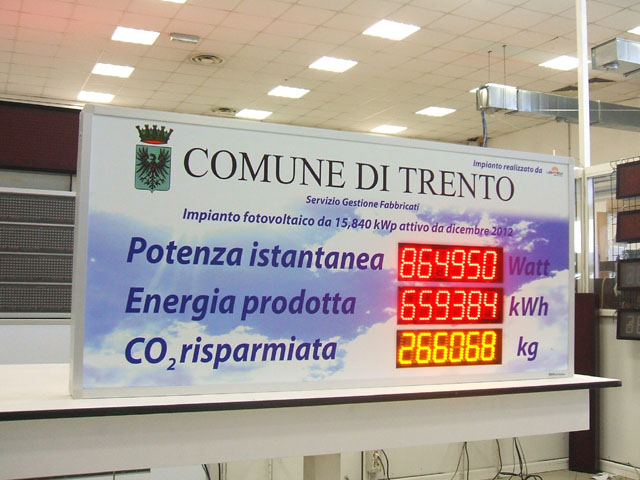 COMUNE DI TRENTO
Impianto realizzato da
Servizio Gestione Fabbricati
Impianto fotovoltaico da 15,840 kWp attivo da dicembre 2012
Potenza istantanea 864950 Watt
Energia prodotta 659384 kWh
CO2 risparmiata 266068 kg